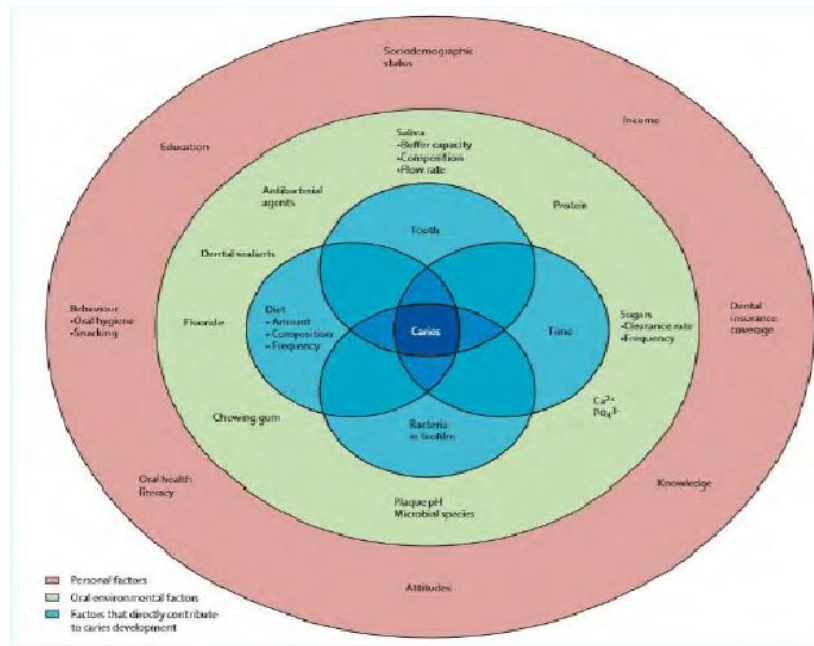 Sociodemographic
status
Income
Education
Saliva
•Buffer capacity
•Composition
•Flow rate
Antibacterial
agents
Protein
Tooth
Dental sealants
Behaviour
•Oral hygiene
•Snacking
Fluoride
Diet
• Amount
• Composition
• Frequency
Caries
Time
Sugars
•Clearance rate
•Frequency
Dental
insurance
coverage
Ca²⁺
PO₄³⁻
Chewing gum
Bacteria
in biofilm
Oral health
literacy
Knowledge
Plaque pH
Microbial species
Attitudes
Personal factors
Oral environmental factors
Factors that directly contribute
to caries development